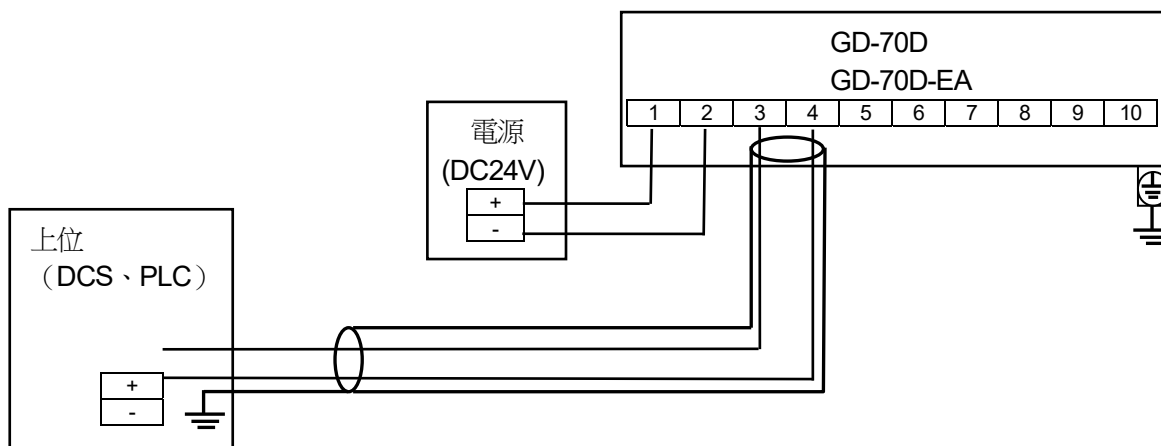 GD-70D
GD-70D-EA
1 2 3 4 5 6 7 8 9 10
電源
(DC24V)
+
-
上位
（DCS、PLC）
+
-